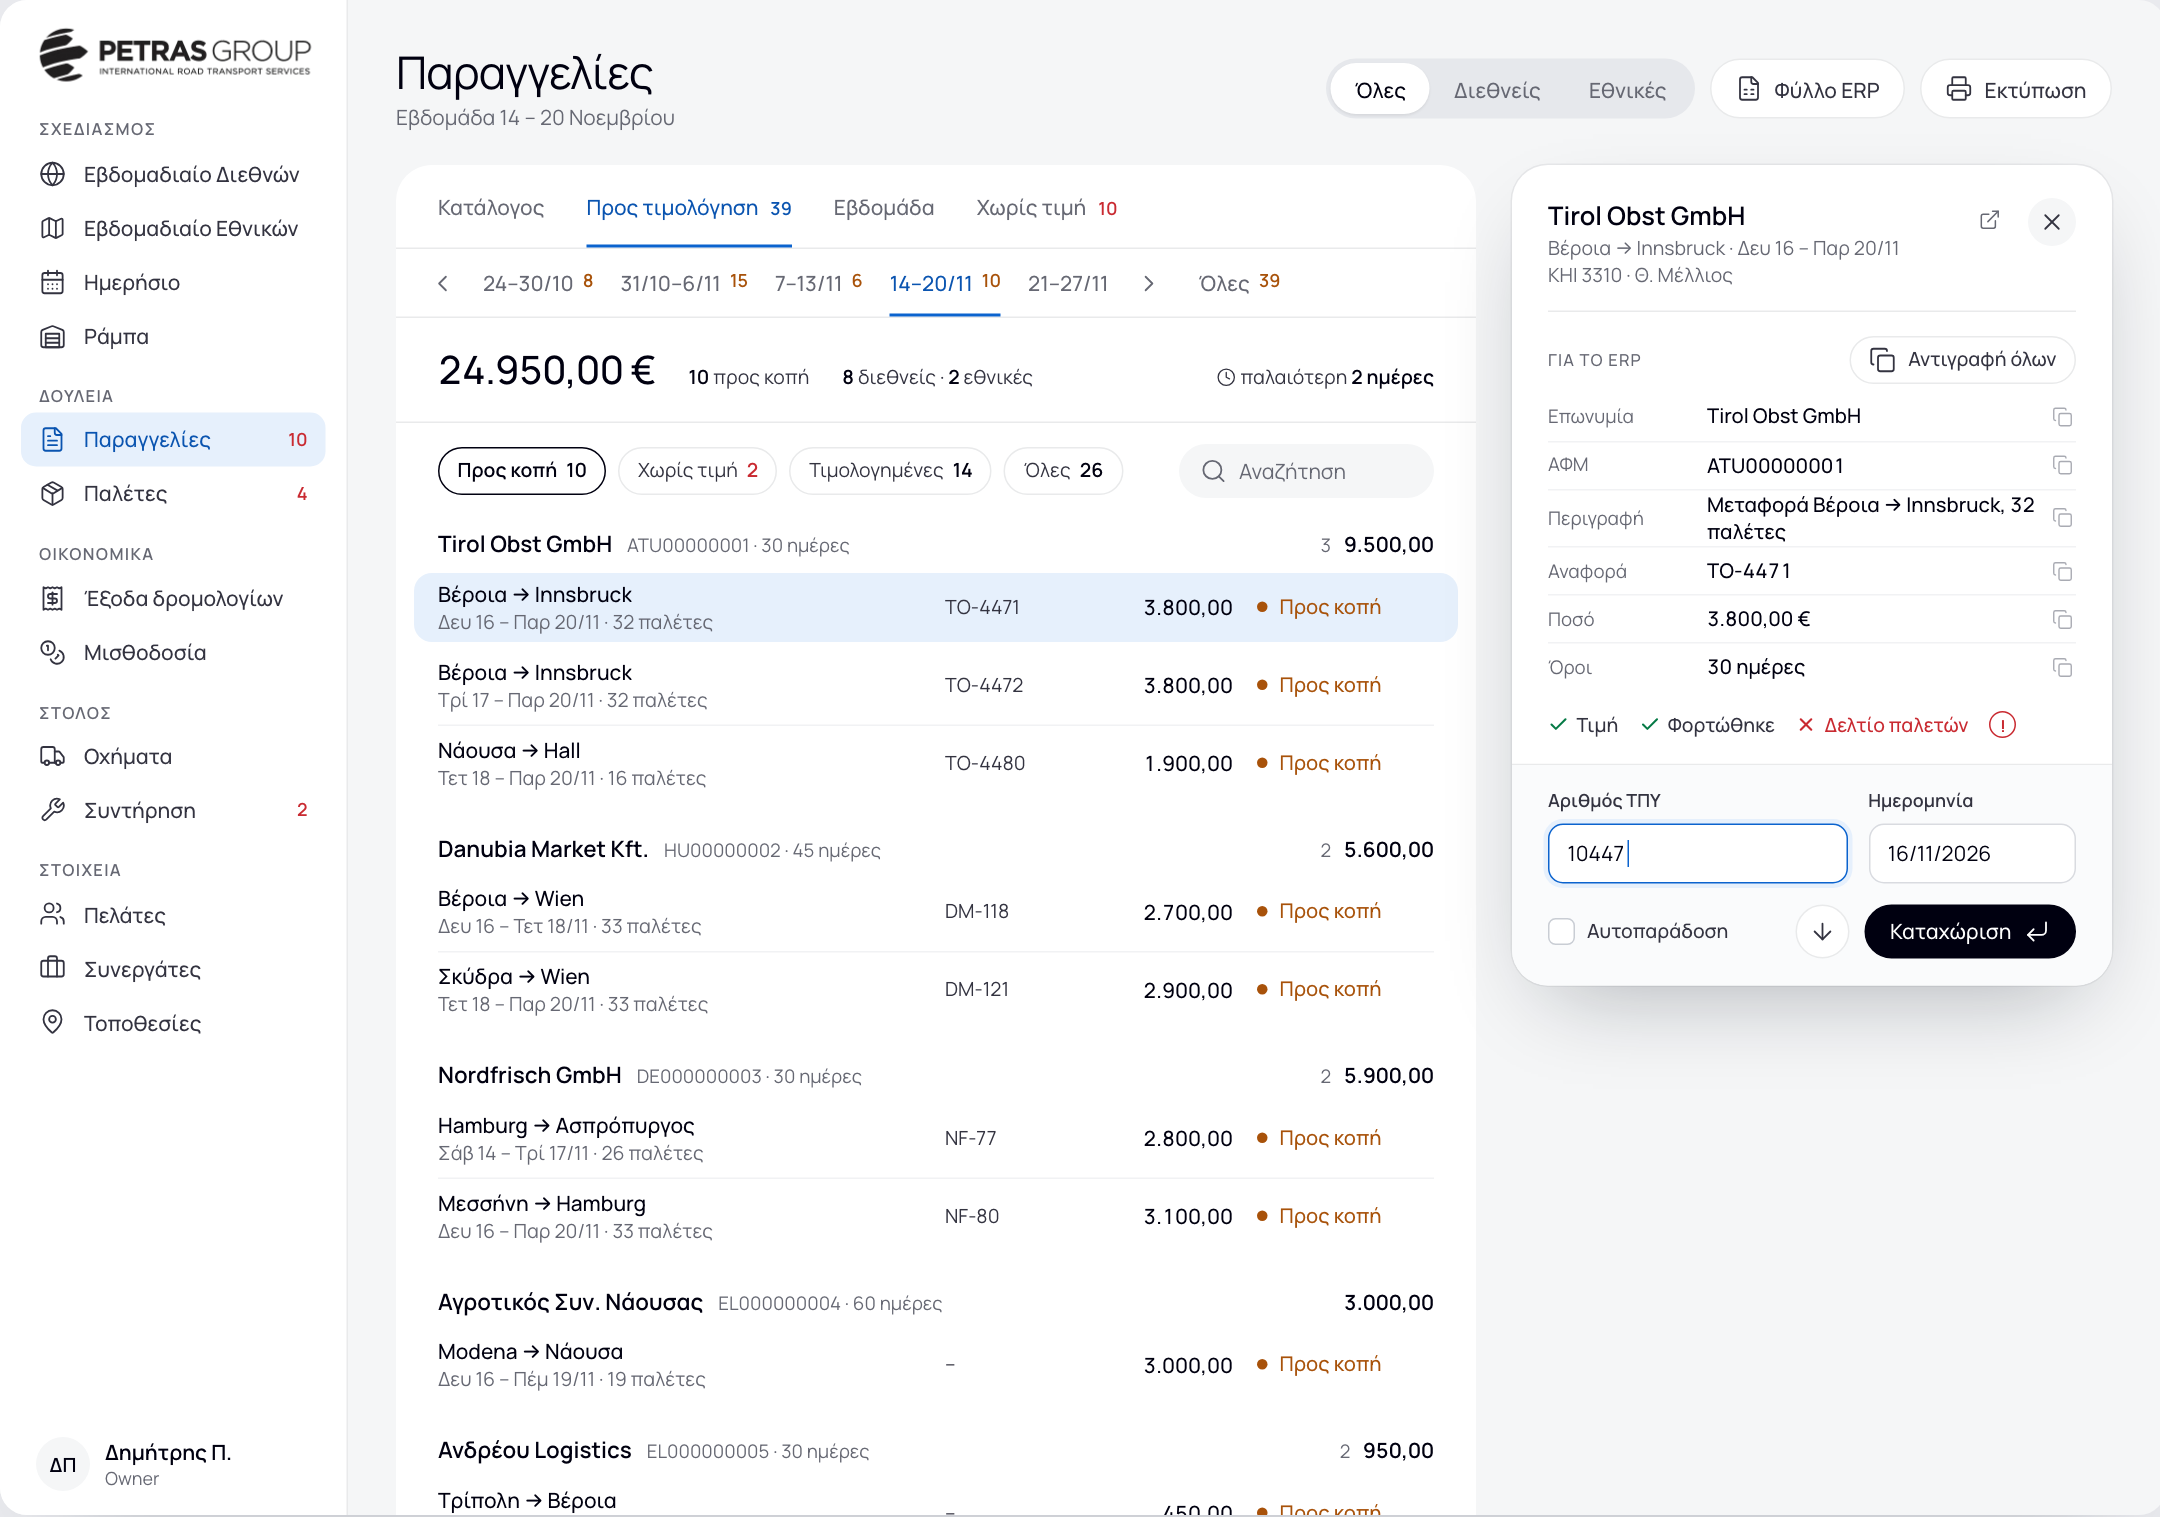 PETRAS GROUP
INTERNATIONAL ROAD TRANSPORT SERVICES
ΣΧΕΔΙΑΣΜΟΣ
Εβδομαδιαίο Διεθνών
Εβδομαδιαίο Εθνικών
Ημερήσιο
Ράμπα
ΔΟΥΛΕΙΑ
Παραγγελίες 10
Παλέτες 4
ΟΙΚΟΝΟΜΙΚΑ
Έξοδα δρομολογίων
Μισθοδοσία
ΣΤΟΛΟΣ
Οχήματα
Συντήρηση 2
ΣΤΟΙΧΕΙΑ
Πελάτες
Συνεργάτες
Τοποθεσίες
ΔΠ
Δημήτρης Π.
Owner
Παραγγελίες
Εβδομάδα 14 – 20 Νοεμβρίου
Όλες Διεθνείς Εθνικές
Φύλλο ERP
Εκτύπωση
Κατάλογος Προς τιμολόγηση 39 Εβδομάδα Χωρίς τιμή 10
24–30/10 8 31/10–6/11 15 7–13/11 6 14–20/11 10 21–27/11 Όλες 39
24.950,00 € 10 προς κοπή 8 διεθνείς · 2 εθνικές παλαιότερη 2 ημέρες
Προς κοπή 10 Χωρίς τιμή 2 Τιμολογημένες 14 Όλες 26 Αναζήτηση
Tirol Obst GmbH ATU00000001 · 30 ημέρες 3 9.500,00
Βέροια → Innsbruck
Δευ 16 – Παρ 20/11 · 32 παλέτες
TO-4471 3.800,00 Προς κοπή
Βέροια → Innsbruck
Τρί 17 – Παρ 20/11 · 32 παλέτες
TO-4472 3.800,00 Προς κοπή
Νάουσα → Hall
Τετ 18 – Παρ 20/11 · 16 παλέτες
TO-4480 1.900,00 Προς κοπή
Danubia Market Kft. HU00000002 · 45 ημέρες 2 5.600,00
Βέροια → Wien
Δευ 16 – Τετ 18/11 · 33 παλέτες
DM-118 2.700,00 Προς κοπή
Σκύδρα → Wien
Τετ 18 – Παρ 20/11 · 33 παλέτες
DM-121 2.900,00 Προς κοπή
Nordfrisch GmbH DE000000003 · 30 ημέρες 2 5.900,00
Hamburg → Ασπρόπυργος
Σάβ 14 – Τρί 17/11 · 26 παλέτες
NF-77 2.800,00 Προς κοπή
Μεσσήνη → Hamburg
Δευ 16 – Παρ 20/11 · 33 παλέτες
NF-80 3.100,00 Προς κοπή
Αγροτικός Συν. Νάουσας EL000000004 · 60 ημέρες 3.000,00
Modena → Νάουσα
Δευ 16 – Πέμ 19/11 · 19 παλέτες
– 3.000,00 Προς κοπή
Ανδρέου Logistics EL000000005 · 30 ημέρες 2 950,00
Τρίπολη → Βέροια
– 450,00 Προς κοπή
Tirol Obst GmbH
Βέροια → Innsbruck · Δευ 16 – Παρ 20/11
ΚΗΙ 3310 · Θ. Μέλλιος
ΓΙΑ ΤΟ ERP Αντιγραφή όλων
Επωνυμία Tirol Obst GmbH
ΑΦΜ ATU00000001
Περιγραφή Μεταφορά Βέροια → Innsbruck, 32
παλέτες
Αναφορά TO-4471
Ποσό 3.800,00 €
Όροι 30 ημέρες
Τιμή Φορτώθηκε Δελτίο παλετών
Αριθμός ΤΠΥ Ημερομηνία
10447 16/11/2026
Αυτοπαράδοση Καταχώριση